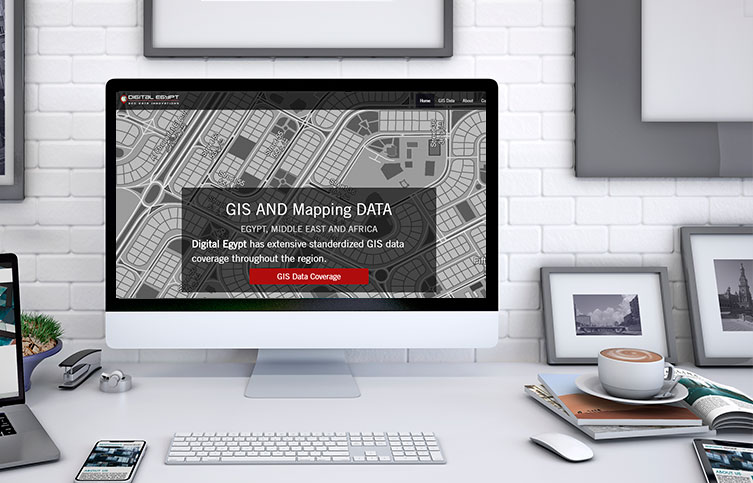 DIGITAL EGYPT
GEO DATA INNOVATIONS
Home GIS Data About
GIS AND Mapping DATA
EGYPT, MIDDLE EAST AND AFRICA
Digital Egypt has extensive standerdized GIS data
coverage throughout the region.
GIS Data Coverage
ABOUT US